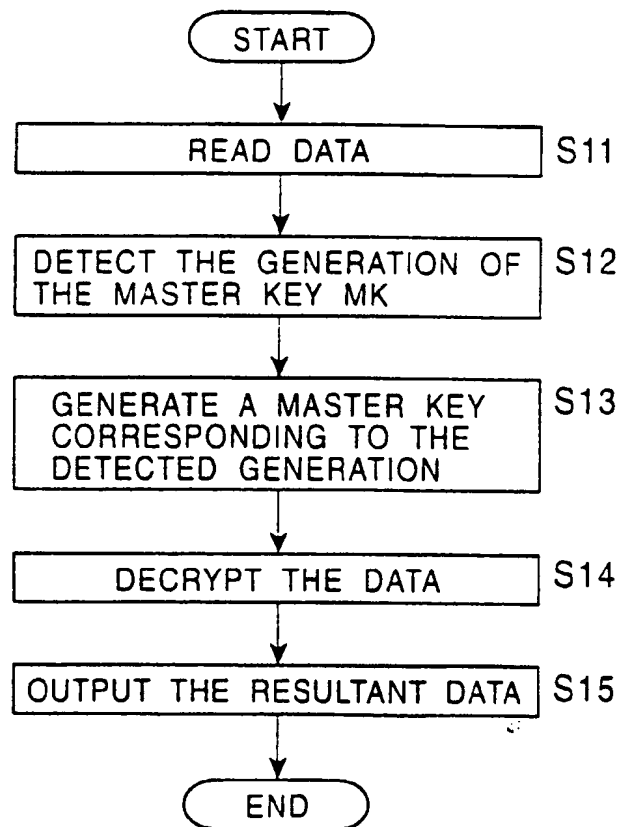 START
READ DATA S11
DETECT THE GENERATION OF S12
THE MASTER KEY MK
GENERATE A MASTER KEY S13
CORRESPONDING TO THE
DETECTED GENERATION
DECRYPT THE DATA S14
OUTPUT THE RESULTANT DATA S15
END